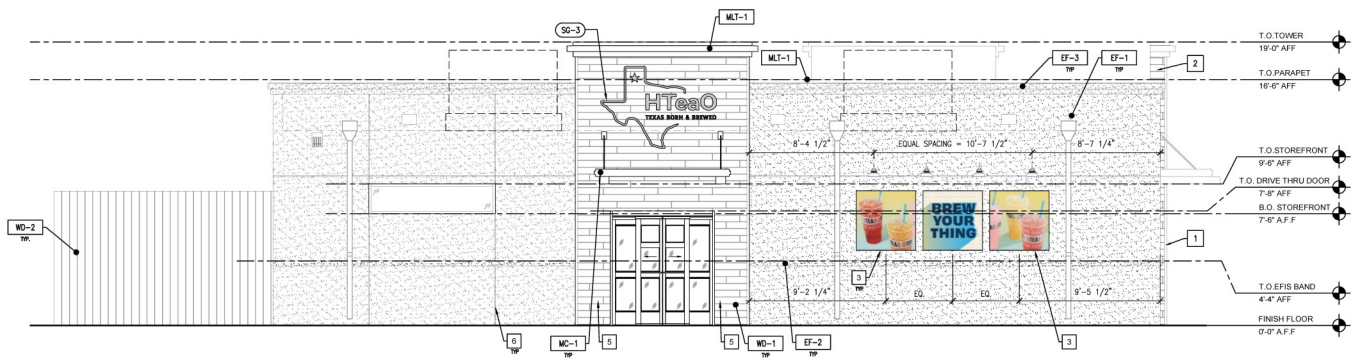 MLT-1
SG-3
T.O.TOWER
19'-0" AFF
MLT-1
EF-3
TYP
EF-1
TYP
2
T.O.PARAPET
16'-6" AFF
HTeaO
TEXAS BORN & BREWED
8'-4 1/2"
EQUAL SPACING = 10'-7 1/2"
8'-7 1/4"
T.O.STOREFRONT
9'-6" AFF
T.O. DRIVE THRU DOOR
7'-8" AFF
B.O. STOREFRONT
7'-6" A.F.F
BREW
YOUR
THING
WD-2
TYP.
1
3
TYP.
T.O.EFIS BAND
4'-4" AFF
9'-2 1/4"
EQ.
EQ.
9'-5 1/2"
FINISH FLOOR
0'-0" A.F.F
6
TYP
MC-1
TYP
5
5
WD-1
TYP
EF-2
TYP
3